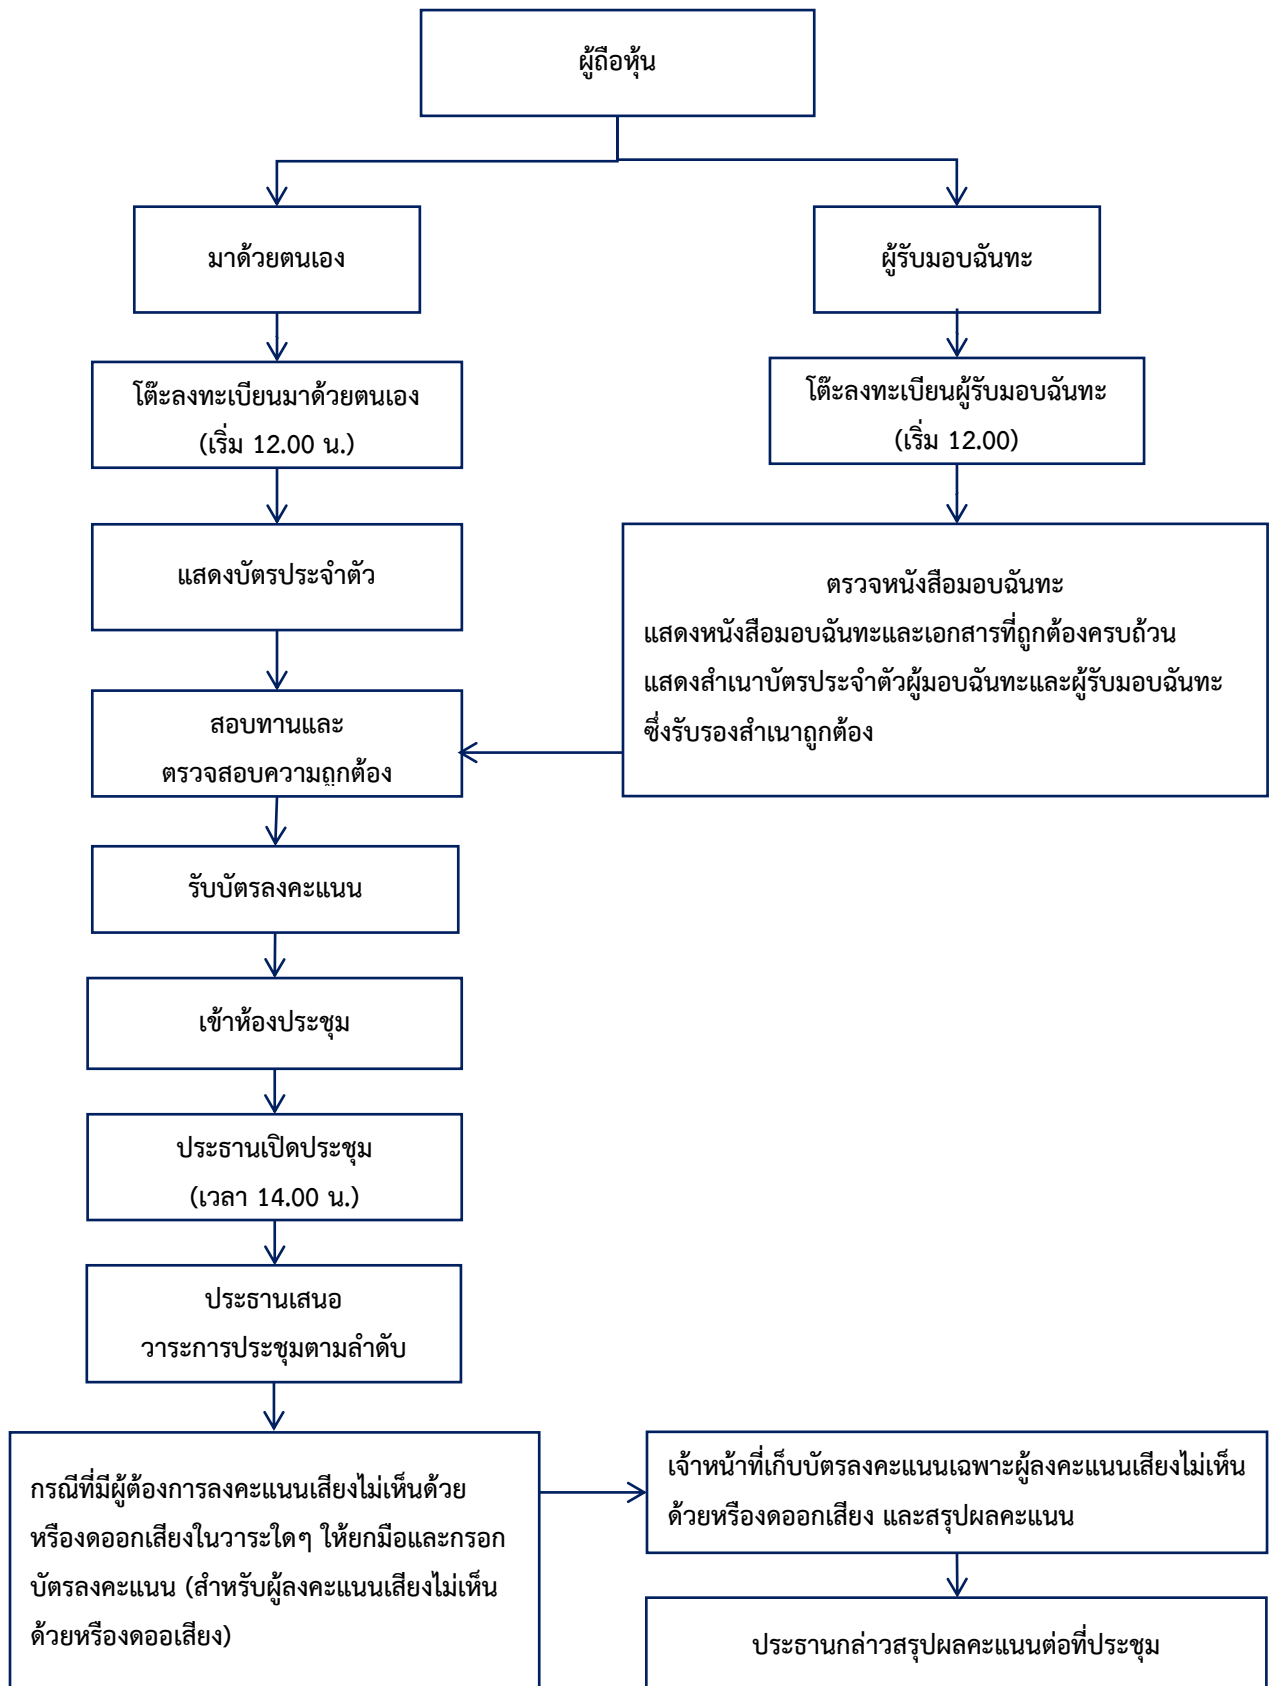 ผู้ถือหุ้น
มาด้วยตนเอง
ผู้รับมอบฉันทะ
โต๊ะลงทะเบียนมาด้วยตนเอง
(เริ่ม 12.00 น.)
โต๊ะลงทะเบียนผู้รับมอบฉันทะ
(เริ่ม 12.00)
แสดงบัตรประจำตัว
ตรวจหนังสือมอบฉันทะ
แสดงหนังสือมอบฉันทะและเอกสารที่ถูกต้องครบถ้วน
แสดงสำเนาบัตรประจำตัวผู้มอบฉันทะและผู้รับมอบฉันทะ
ซึ่งรับรองสำเนาถูกต้อง
สอบทานและ
ตรวจสอบความถูกต้อง
รับบัตรลงคะแนน
เข้าห้องประชุม
ประธานเปิดประชุม
(เวลา 14.00 น.)
ประธานเสนอ
วาระการประชุมตามลำดับ
กรณีที่มีผู้ต้องการลงคะแนนเสียงไม่เห็นด้วย
หรืองดออกเสียงในวาระใดๆ ให้ยกมือและกรอก
บัตรลงคะแนน (สำหรับผู้ลงคะแนนเสียงไม่เห็น
ด้วยหรืองดออเสียง)
เจ้าหน้าที่เก็บบัตรลงคะแนนเฉพาะผู้ลงคะแนนเสียงไม่เห็น
ด้วยหรืองดออกเสียง และสรุปผลคะแนน
ประธานกล่าวสรุปผลคะแนนต่อที่ประชุม